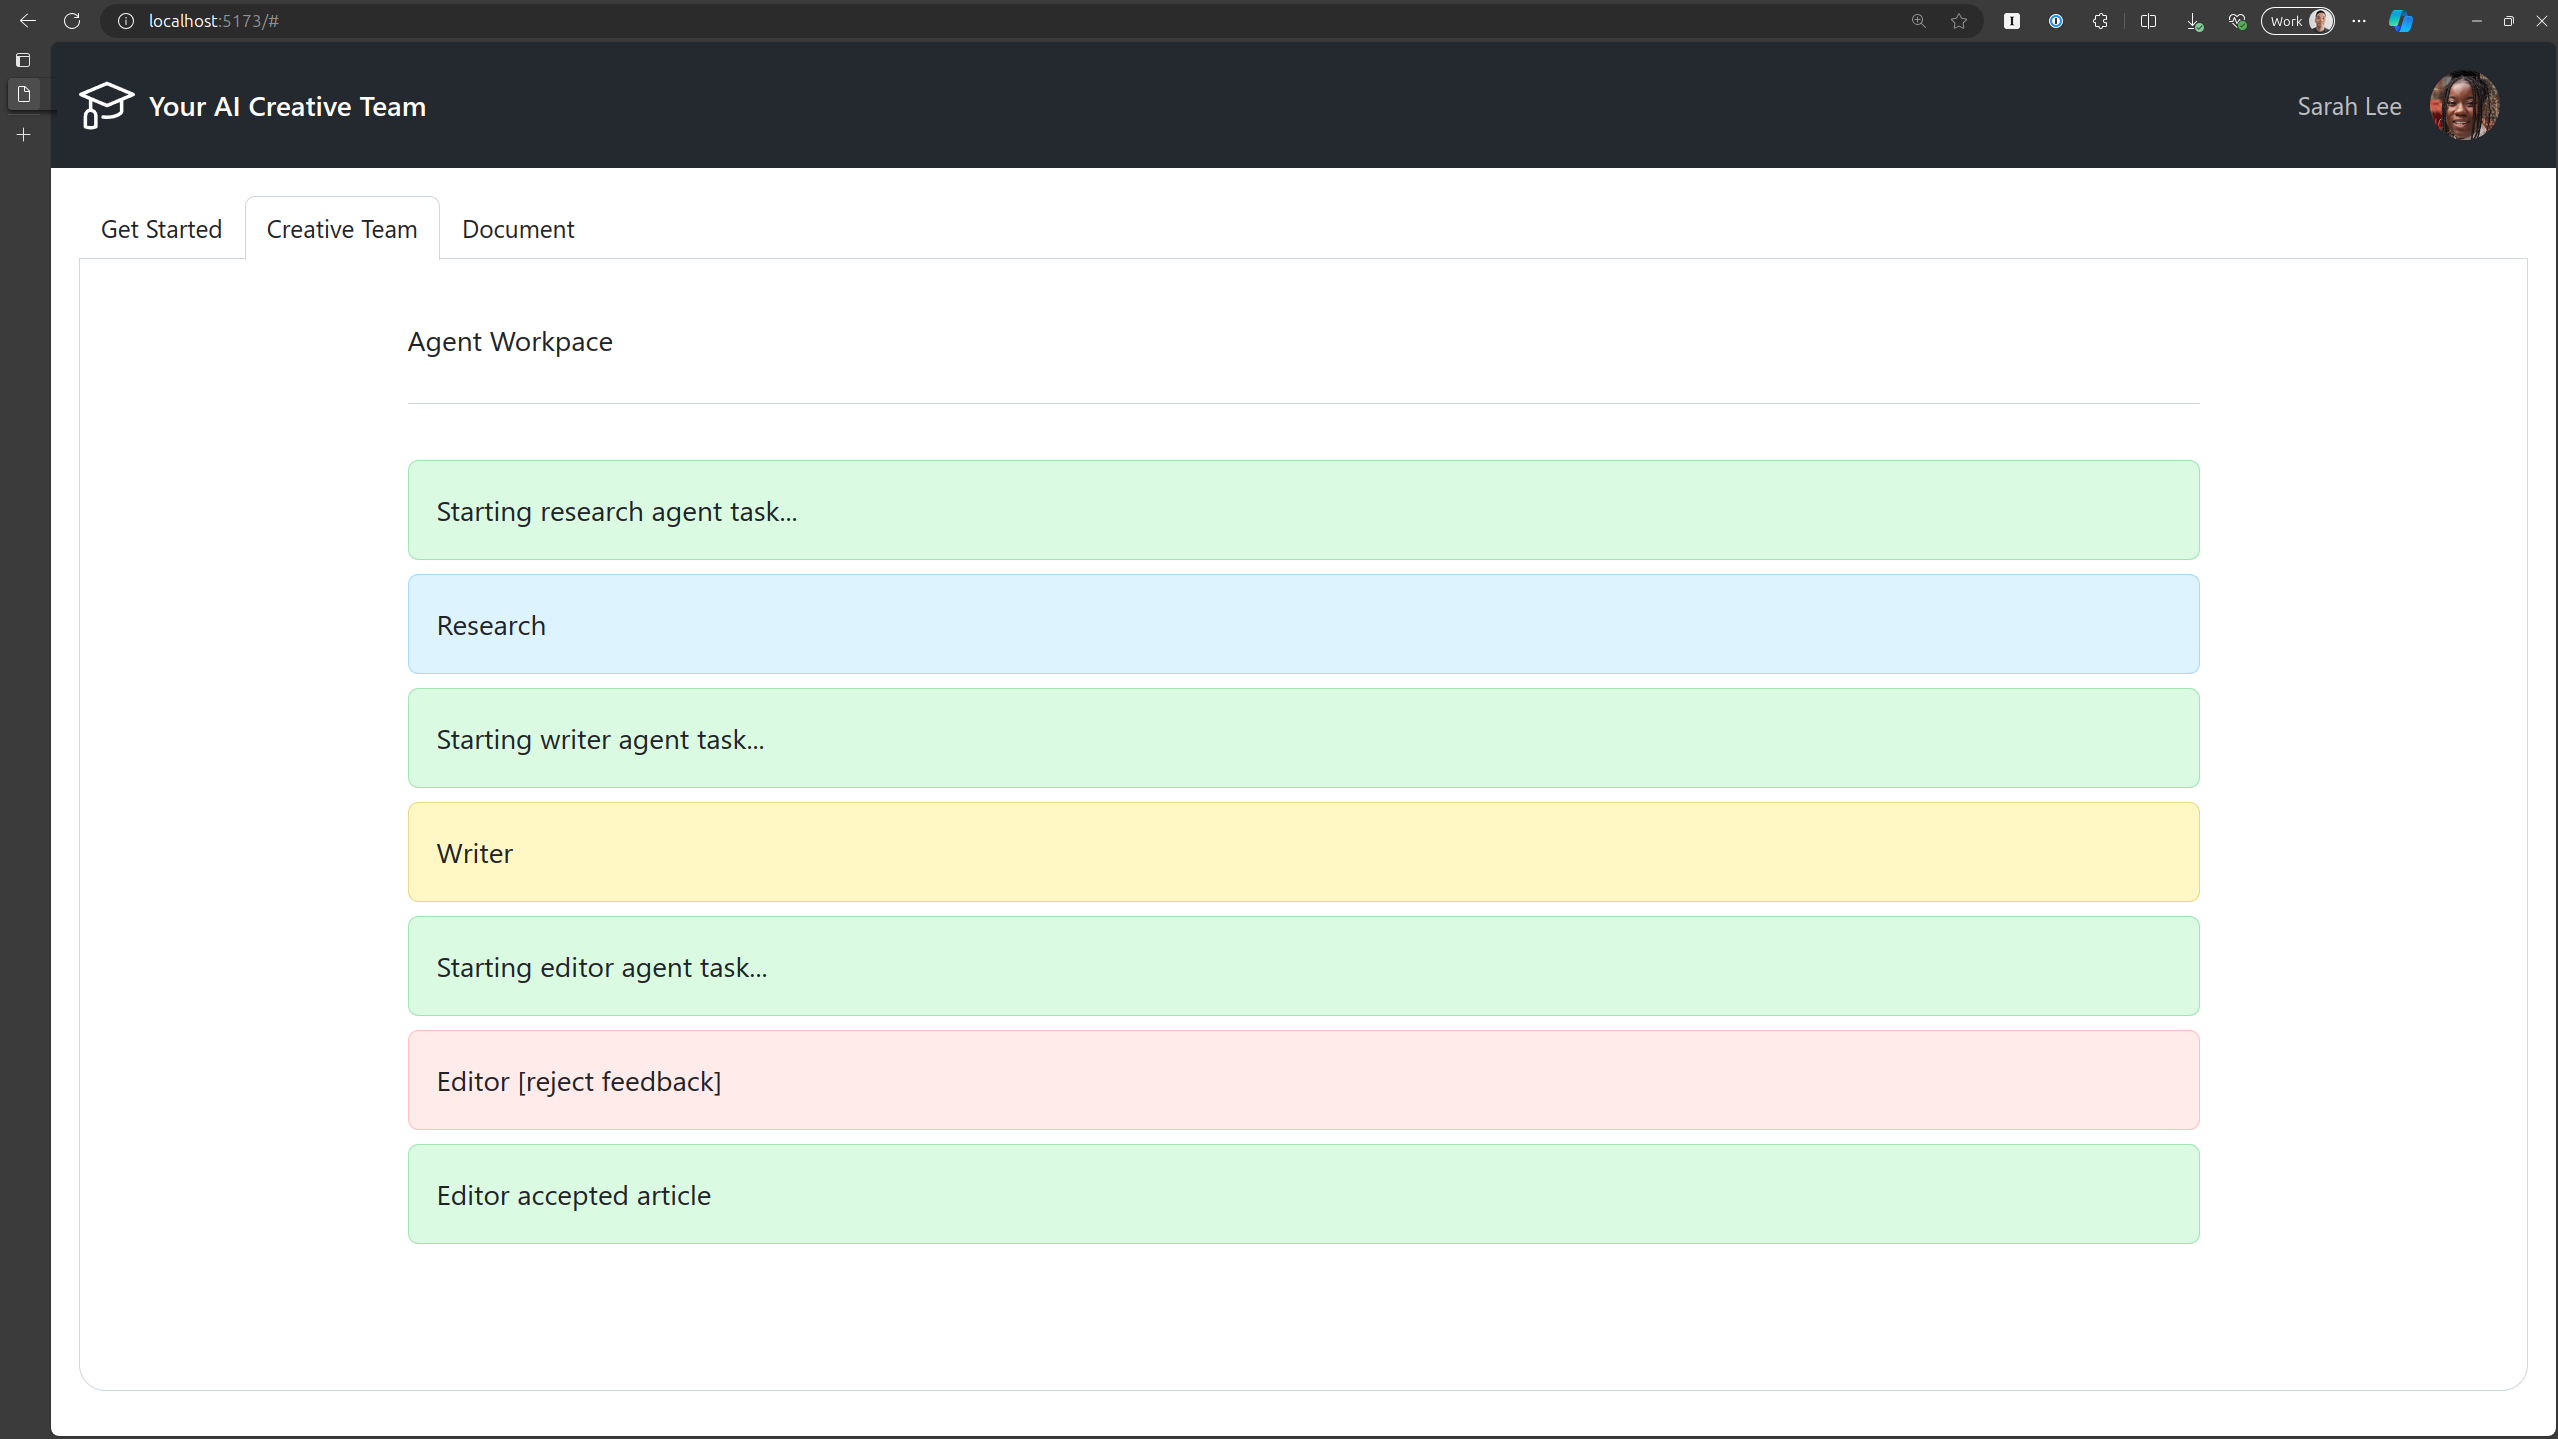 localhost:5173/#
Work
Your AI Creative Team
Sarah Lee
Get Started
Creative Team
Document
Agent Workpace
Starting research agent task...
Research
Starting writer agent task...
Writer
Starting editor agent task...
Editor [reject feedback]
Editor accepted article